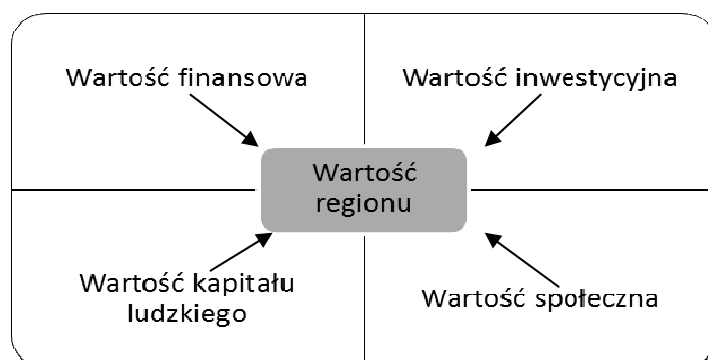 Wartość finansowa
Wartość inwestycyjna
Wartość
regionu
Wartość kapitału
ludzkiego
Wartość społeczna